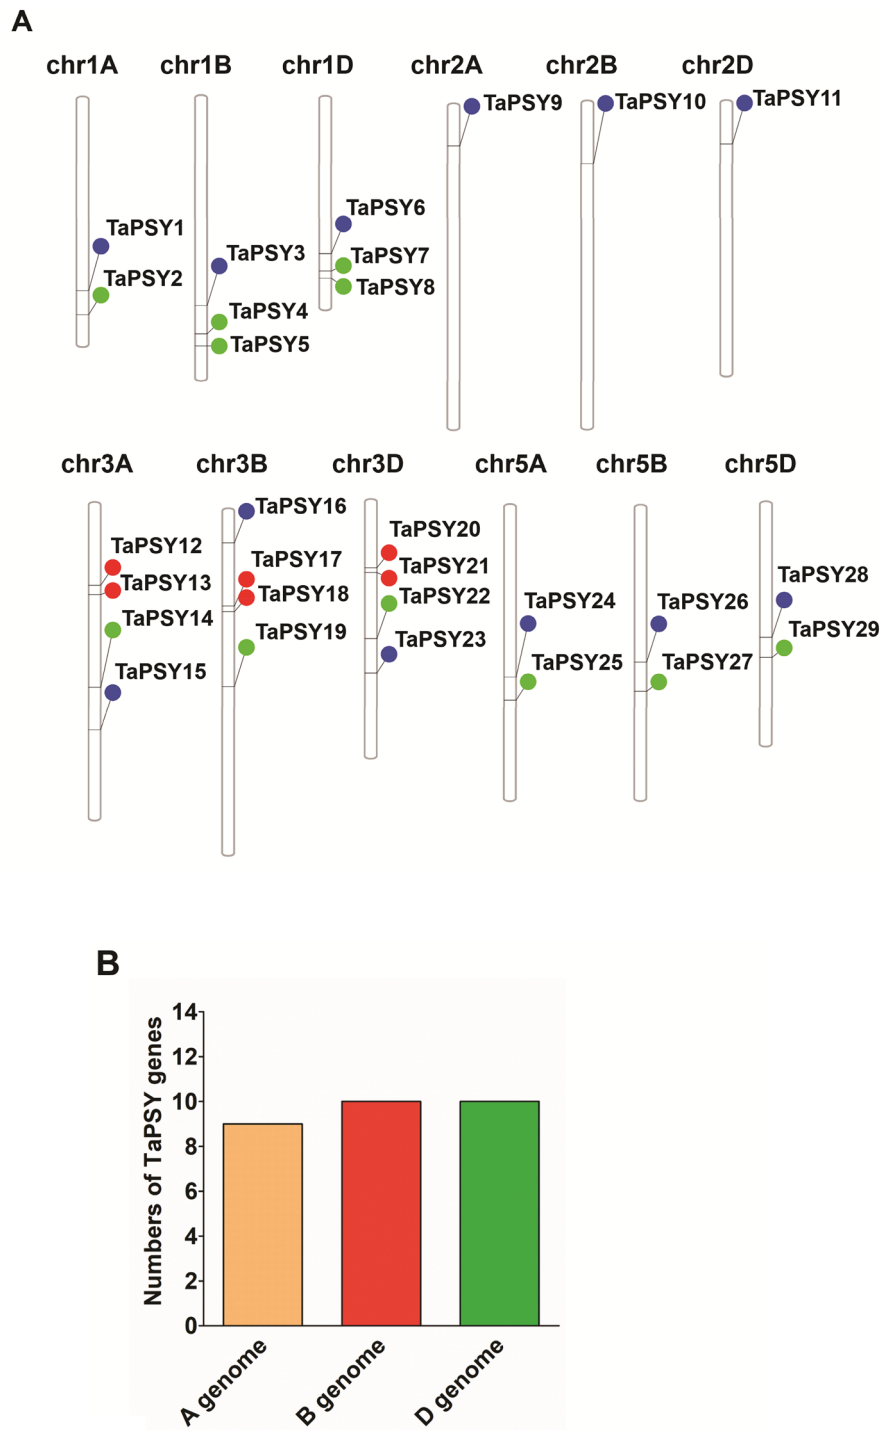 A
chr1A chr1B chr1D chr2A chr2B chr2D
TaPSY9 TaPSY10 TaPSY11
TaPSY1 TaPSY3 TaPSY6
TaPSY2 TaPSY4 TaPSY7
TaPSY5 TaPSY8
chr3A chr3B chr3D chr5A chr5B chr5D
TaPSY12 TaPSY16 TaPSY20
TaPSY13 TaPSY17 TaPSY21
TaPSY14 TaPSY18 TaPSY22
TaPSY15 TaPSY19 TaPSY23
TaPSY24 TaPSY26 TaPSY28
TaPSY25 TaPSY27 TaPSY29
B
Numbers of TaPSY genes
14
12
10
8
6
4
2
0
A genome
B genome
D genome